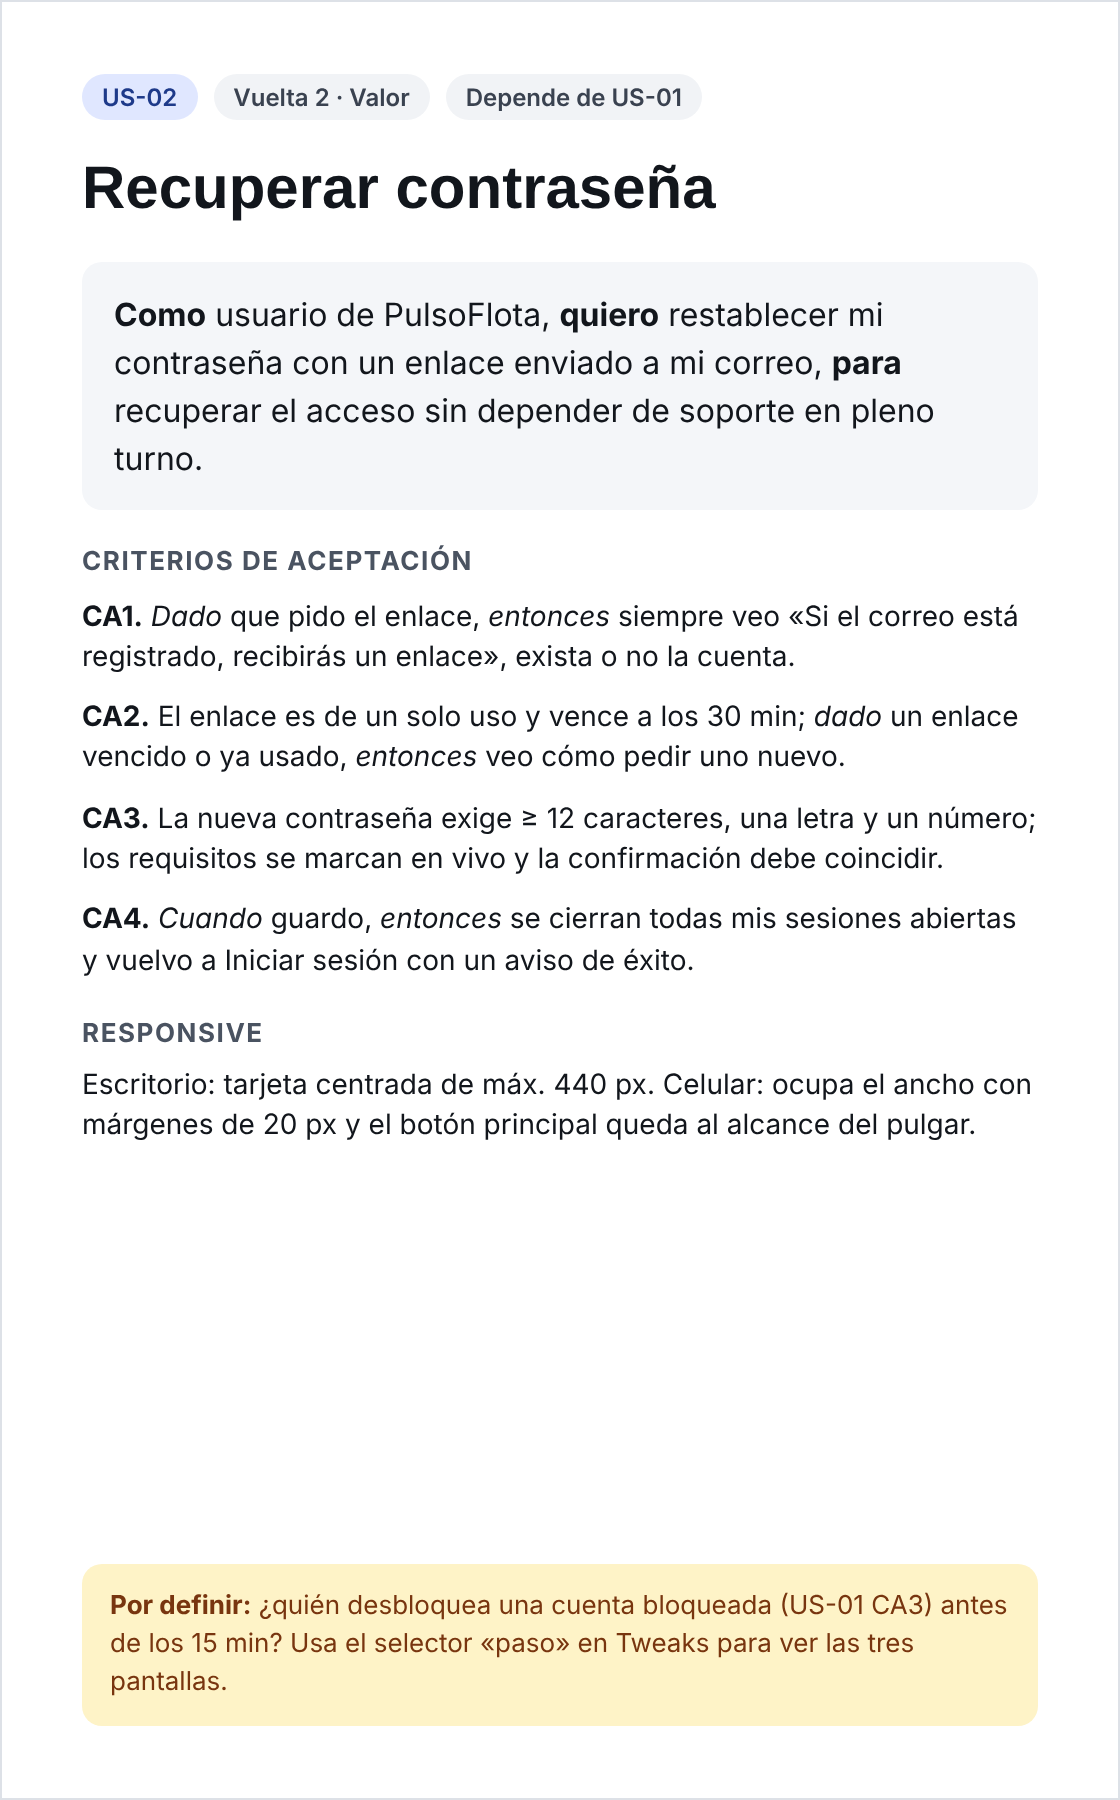 US-02
Vuelta 2 · Valor
Depende de US-01
Recuperar contraseña
Como usuario de PulsoFlota, quiero restablecer mi
contraseña con un enlace enviado a mi correo, para
recuperar el acceso sin depender de soporte en pleno
turno.
CRITERIOS DE ACEPTACIÓN
CA1. Dado que pido el enlace, entonces siempre veo «Si el correo está
registrado, recibirás un enlace», exista o no la cuenta.
CA2. El enlace es de un solo uso y vence a los 30 min; dado un enlace
vencido o ya usado, entonces veo cómo pedir uno nuevo.
CA3. La nueva contraseña exige ≥ 12 caracteres, una letra y un número;
los requisitos se marcan en vivo y la confirmación debe coincidir.
CA4. Cuando guardo, entonces se cierran todas mis sesiones abiertas
y vuelvo a Iniciar sesión con un aviso de éxito.
RESPONSIVE
Escritorio: tarjeta centrada de máx. 440 px. Celular: ocupa el ancho con
márgenes de 20 px y el botón principal queda al alcance del pulgar.
Por definir: ¿quién desbloquea una cuenta bloqueada (US-01 CA3) antes
de los 15 min? Usa el selector «paso» en Tweaks para ver las tres
pantallas.